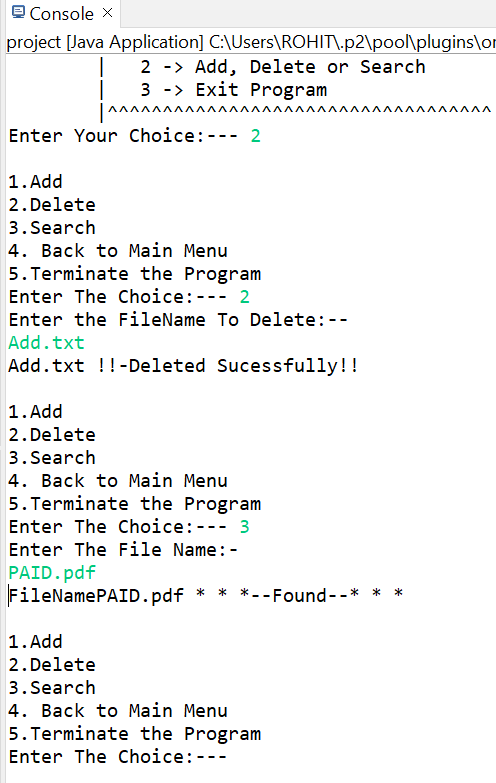 Console
project [Java Application] C:\Users\ROHIT\.p2\pool\plugins\or
|   2 -> Add, Delete or Search
|   3 -> Exit Program
|^^^^^^^^^^^^^^^^^^^^^^^^^^^^^^^^^^^
Enter Your Choice:--- 2
1.Add
2.Delete
3.Search
4. Back to Main Menu
5.Terminate the Program
Enter The Choice:--- 2
Enter the FileName To Delete:--
Add.txt
Add.txt !!-Deleted Sucessfully!!
1.Add
2.Delete
3.Search
4. Back to Main Menu
5.Terminate the Program
Enter The Choice:--- 3
Enter The File Name:-
PAID.pdf
FileNamePAID.pdf * * *--Found--* * *
1.Add
2.Delete
3.Search
4. Back to Main Menu
5.Terminate the Program
Enter The Choice:---